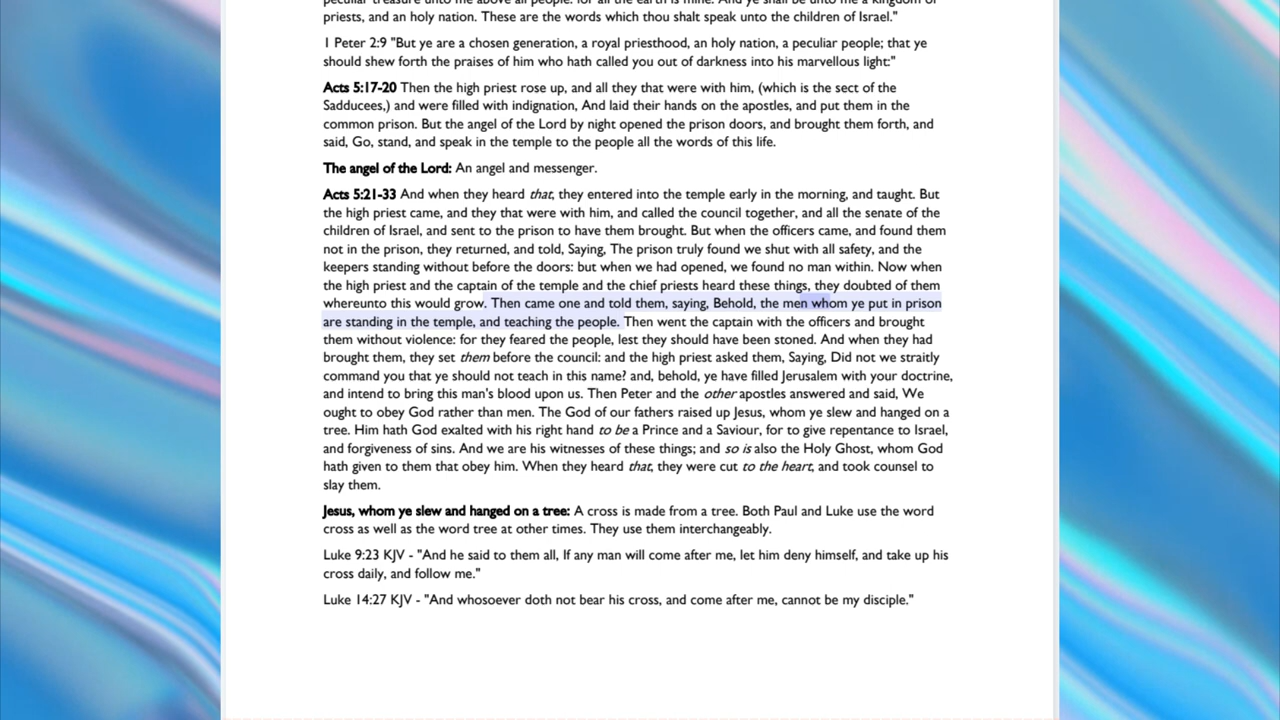 peculiar treasure unto me above all people: for all the earth is mine: And ye shall be unto me a kingdom of
priests, and an holy nation. These are the words which thou shalt speak unto the children of Israel."
1 Peter 2:9 "But ye are a chosen generation, a royal priesthood, an holy nation, a peculiar people; that ye
should shew forth the praises of him who hath called you out of darkness into his marvellous light:"
Acts 5:17-20 Then the high priest rose up, and all they that were with him, (which is the sect of the
Sadducees,) and were filled with indignation, And laid their hands on the apostles, and put them in the
common prison. But the angel of the Lord by night opened the prison doors, and brought them forth, and
said, Go, stand, and speak in the temple to the people all the words of this life.
The angel of the Lord: An angel and messenger.
Acts 5:21-33 And when they heard that, they entered into the temple early in the morning, and taught. But
the high priest came, and they that were with him, and called the council together, and all the senate of the
children of Israel, and sent to the prison to have them brought. But when the officers came, and found them
not in the prison, they returned, and told, Saying, The prison truly found we shut with all safety, and the
keepers standing without before the doors: but when we had opened, we found no man within. Now when
the high priest and the captain of the temple and the chief priests heard these things, they doubted of them
whereunto this would grow. Then came one and told them, saying, Behold, the men whom ye put in prison
are standing in the temple, and teaching the people. Then went the captain with the officers and brought
them without violence: for they feared the people, lest they should have been stoned. And when they had
brought them, they set them before the council: and the high priest asked them, Saying, Did not we straitly
command you that ye should not teach in this name? and, behold, ye have filled Jerusalem with your doctrine,
and intend to bring this man's blood upon us. Then Peter and the other apostles answered and said, We
ought to obey God rather than men. The God of our fathers raised up Jesus, whom ye slew and hanged on a
tree. Him hath God exalted with his right hand to be a Prince and a Saviour, for to give repentance to Israel,
and forgiveness of sins. And we are his witnesses of these things; and so is also the Holy Ghost, whom God
hath given to them that obey him. When they heard that, they were cut to the heart, and took counsel to
slay them.
Jesus, whom ye slew and hanged on a tree: A cross is made from a tree. Both Paul and Luke use the word
cross as well as the word tree at other times. They use them interchangeably.
Luke 9:23 KJV - "And he said to them all, If any man will come after me, let him deny himself, and take up his
cross daily, and follow me."
Luke 14:27 KJV - "And whosoever doth not bear his cross, and come after me, cannot be my disciple."